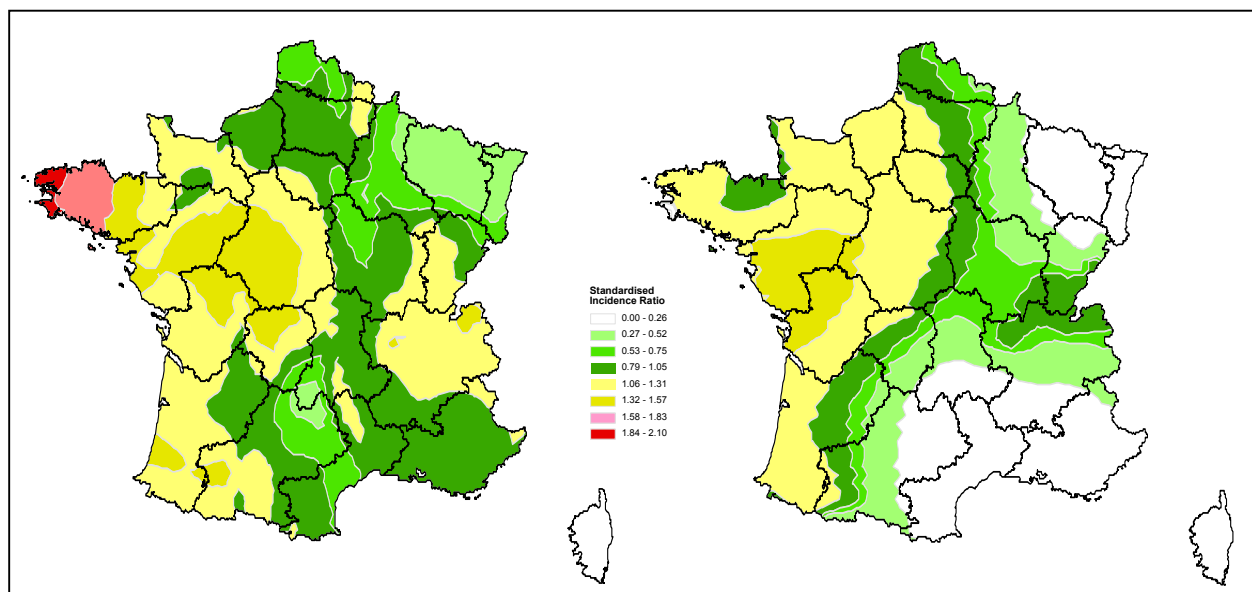 Standardised
Incidence Ratio
0.00 - 0.26
0.27 - 0.52
0.53 - 0.75
0.79 - 1.05
1.06 - 1.31
1.32 - 1.57
1.58 - 1.83
1.84 - 2.10